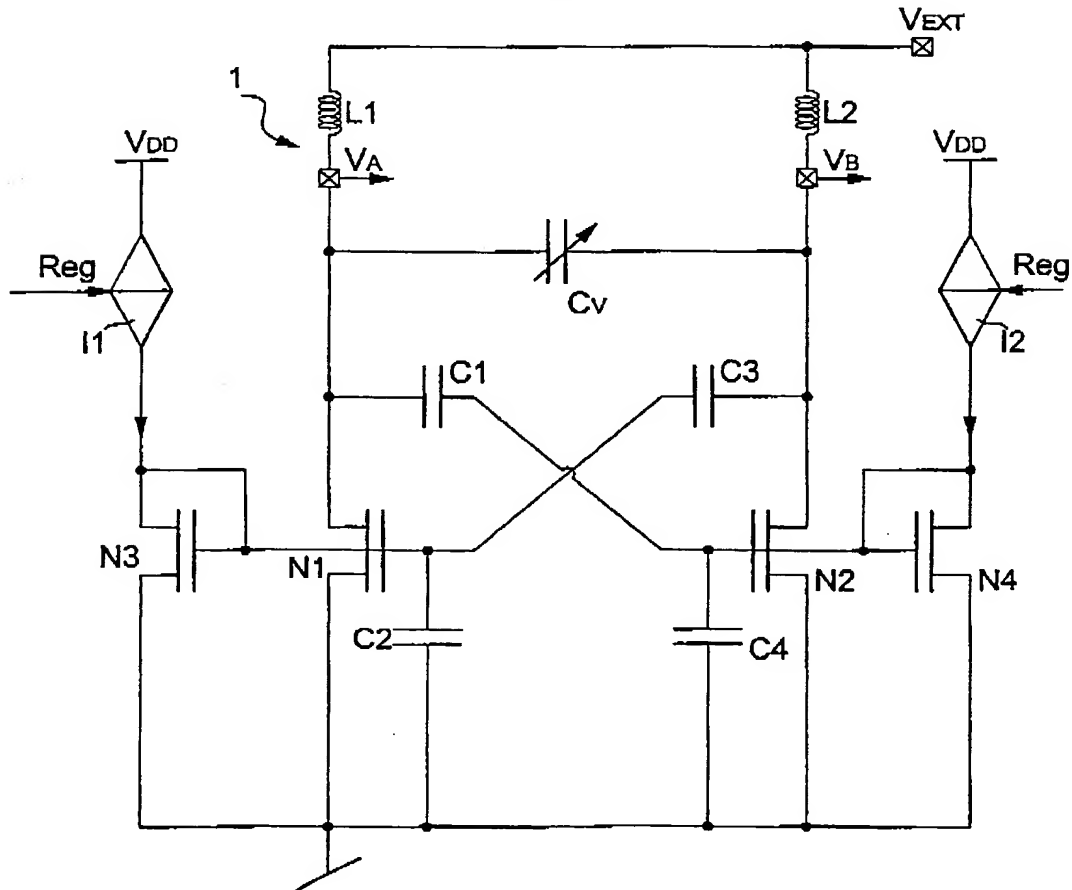 VEXT
1
L1
L2
VDD
VA
VB
VDD
Reg
Cv
Reg
I1
I2
C1
C3
N3
N1
N2
N4
C2
C4